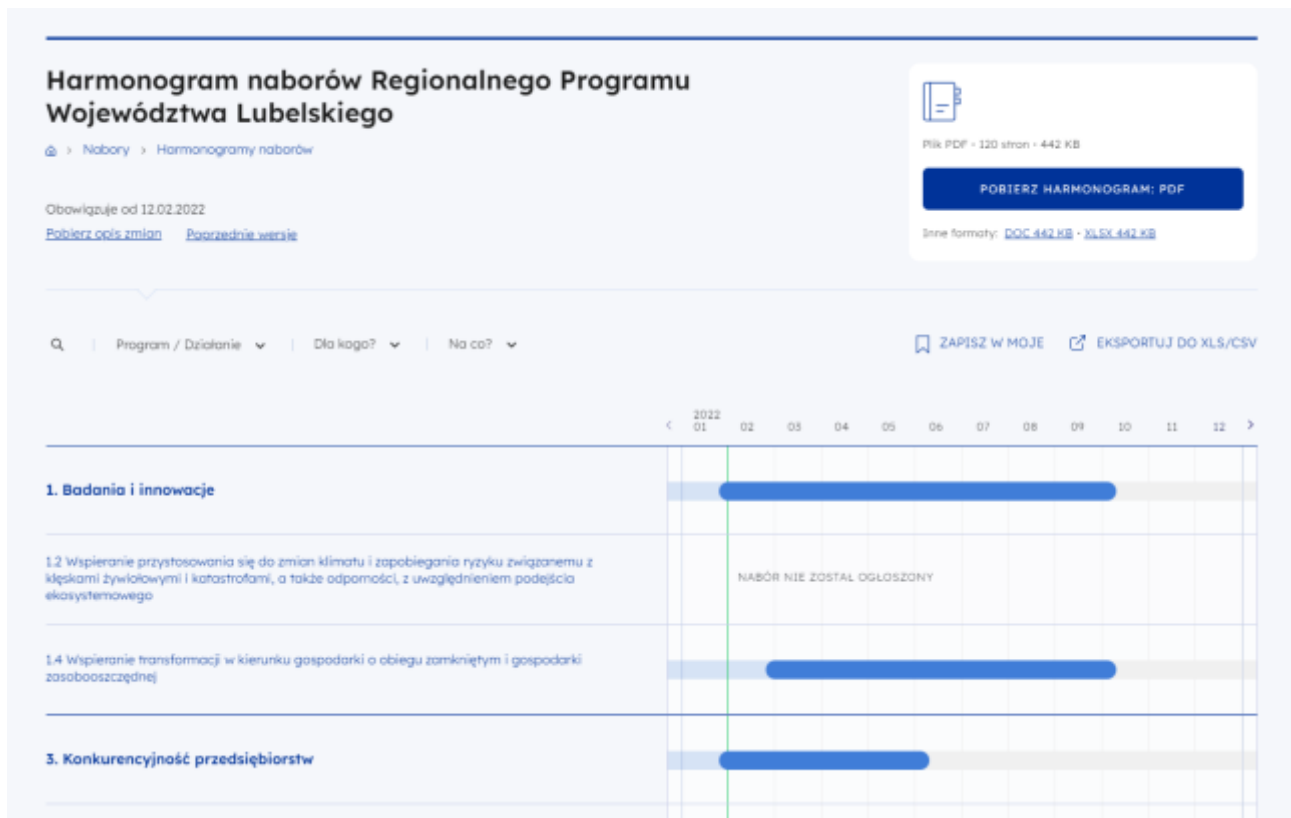 Harmonogram naborów Regionalnego Programu
Województwa Lubelskiego
> Nabory > Harmonogramy naborów
Obowiązuje od 12.02.2022
Pobierz opis zmian Poprzednie wersje
Plik PDF - 120 stron - 442 KB
POBIERZ HARMONOGRAM: PDF
Inne formaty: DOC 442 KB - XLSX 442 KB
Program / Działanie | Dla kogo? | Na co?
ZAPISZ W MOJE EKSPORTUJ DO XLS/CSV
2022
< 01 02 03 04 05 06 07 08 09 10 11 12 >
1. Badania i innowacje
1.2 Wspieranie przystosowania się do zmian klimatu i zapobiegania ryzyku związanemu z
klęskami żywiołowymi i katastrofami, a także odporności, z uwzględnieniem podejścia
ekosystemowego
NABÓR NIE ZOSTAŁ OGŁOSZONY
1.4 Wspieranie transformacji w kierunku gospodarki o obiegu zamkniętym i gospodarki
zasobooszczędnej
3. Konkurencyjność przedsiębiorstw